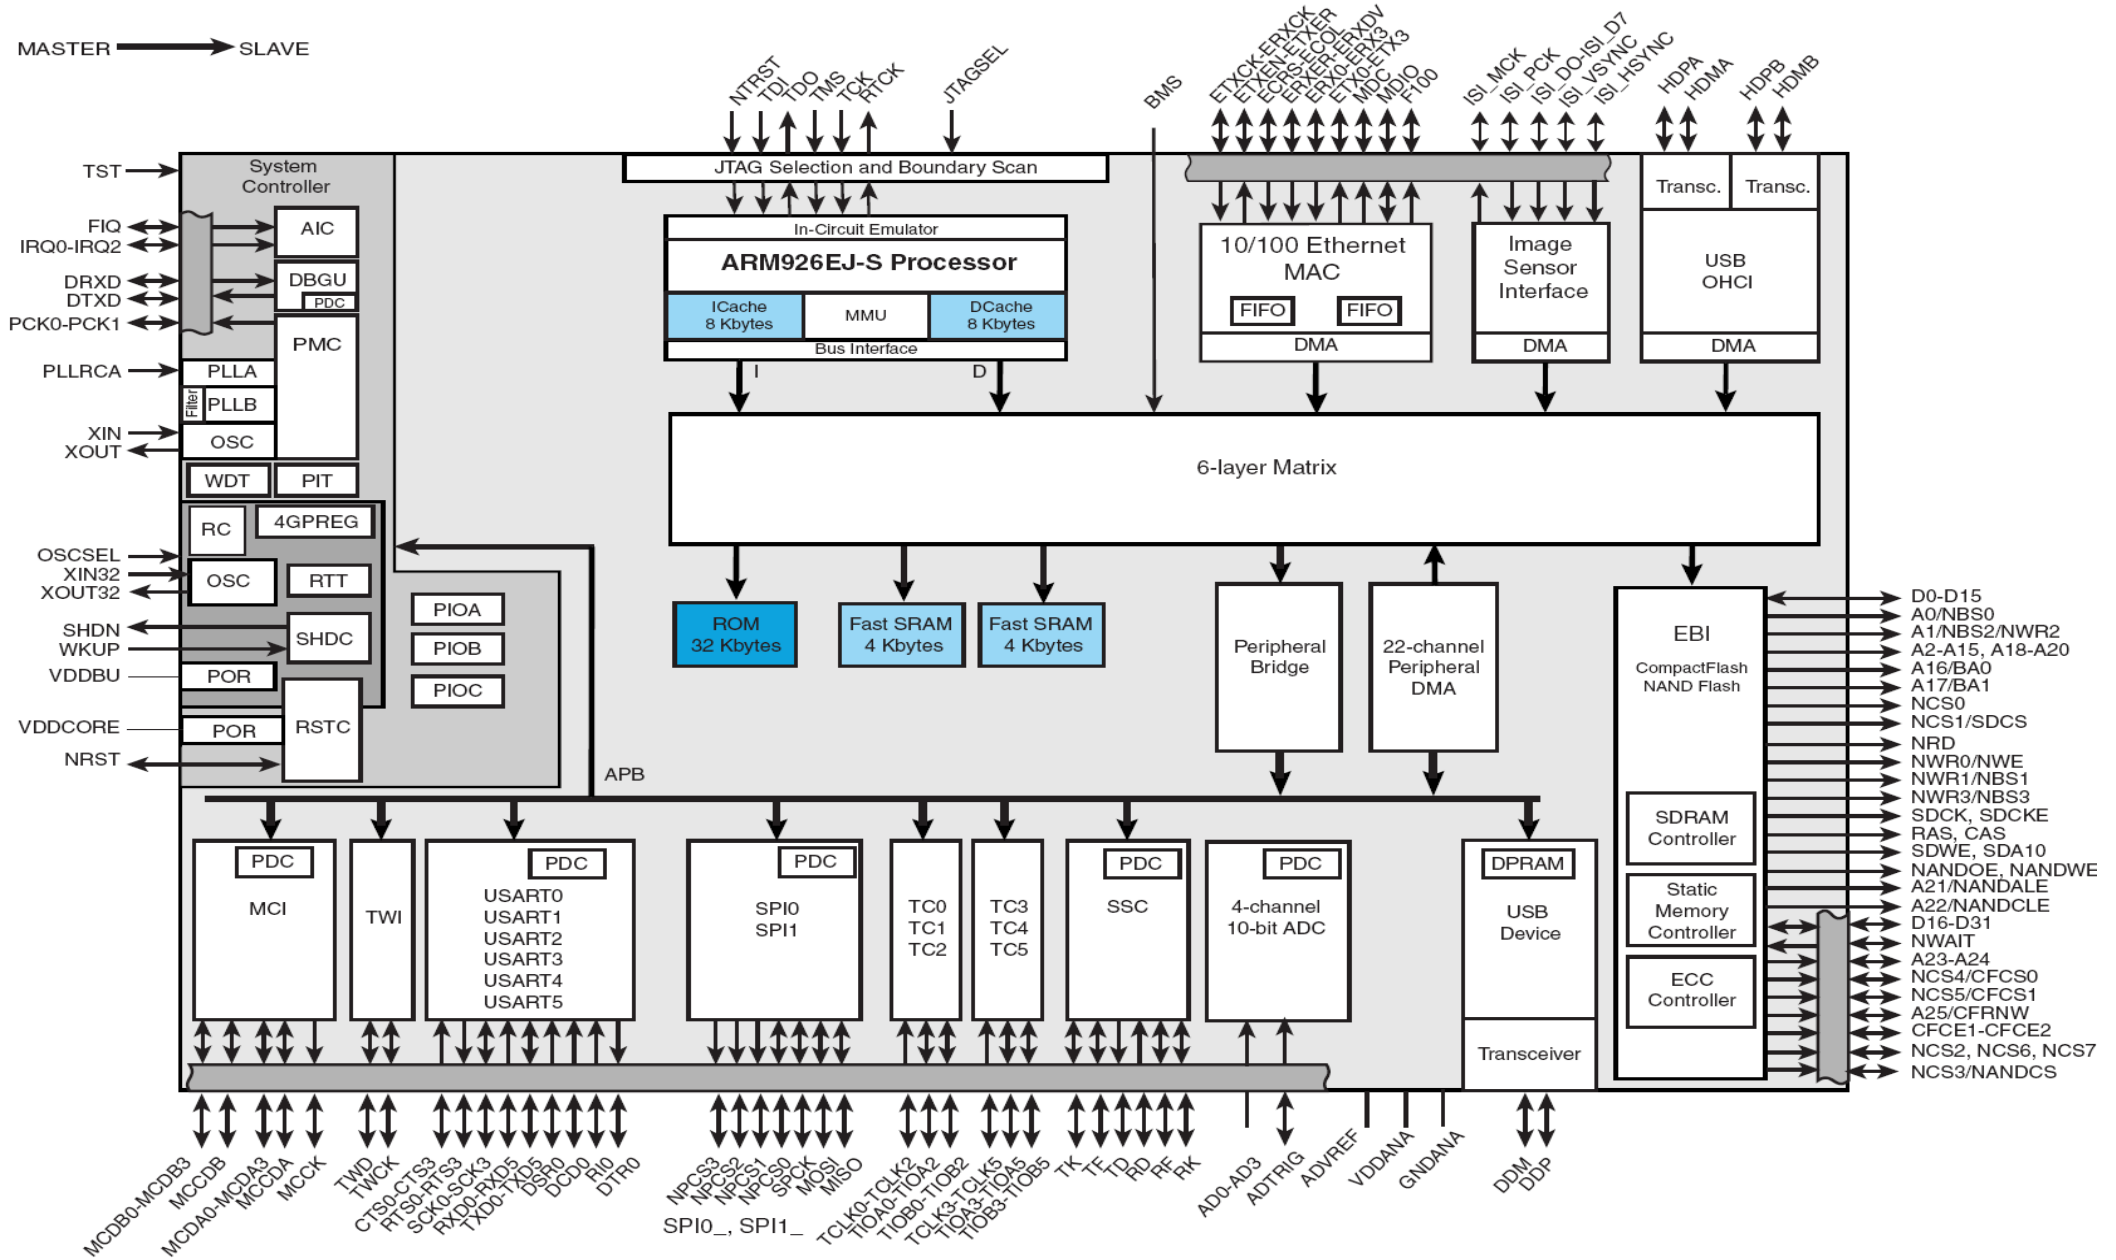 MASTER
SLAVE
NTRST
TDI
TDO
TMS
TCK
RTCK
JTAGSEL
BMS
ETXCK-ERXCK
ETXEN-ETXER
ECRS-ECOL
ERXER-ERXDV
ERX0-ERX3
ETX0-ETX3
MDC
MDIO
F100
ISI_MCK
ISI_PCK
ISI_DO-ISI_D7
ISI_VSYNC
ISI_HSYNC
HDPA
HDMA
HDPB
HDMB
TST
FIQ
IRQ0-IRQ2
DRXD
DTXD
PCK0-PCK1
PLLRCA
XIN
XOUT
OSCSEL
XIN32
XOUT32
SHDN
WKUP
VDDBU
VDDCORE
NRST
System
Controller
AIC
DBGU
PDC
PMC
PLLA
Filter
PLLB
OSC
WDT
PIT
RC
4GPREG
OSC
RTT
SHDC
POR
POR
RSTC
PIOA
PIOB
PIOC
JTAG Selection and Boundary Scan
In-Circuit Emulator
ARM926EJ-S Processor
ICache
8 Kbytes
MMU
DCache
8 Kbytes
Bus Interface
I
D
10/100 Ethernet
MAC
FIFO
FIFO
DMA
Image
Sensor
Interface
DMA
Transc.
Transc.
USB
OHCI
DMA
6-layer Matrix
ROM
32 Kbytes
Fast SRAM
4 Kbytes
Fast SRAM
4 Kbytes
Peripheral
Bridge
22-channel
Peripheral
DMA
EBI
CompactFlash
NAND Flash
SDRAM
Controller
Static
Memory
Controller
ECC
Controller
D0-D15
A0/NBS0
A1/NBS2/NWR2
A2-A15, A18-A20
A16/BA0
A17/BA1
NCS0
NCS1/SDCS
NRD
NWR0/NWE
NWR1/NBS1
NWR3/NBS3
SDCK, SDCKE
RAS, CAS
SDWE, SDA10
NANDOE, NANDWE
A21/NANDALE
A22/NANDCLE
D16-D31
NWAIT
A23-A24
NCS4/CFCS0
NCS5/CFCS1
A25/CFRNW
CFCE1-CFCE2
NCS2, NCS6, NCS7
NCS3/NANDCS
APB
PDC
MCI
TWI
PDC
USART0
USART1
USART2
USART3
USART4
USART5
PDC
SPI0
SPI1
TC0
TC1
TC2
TC3
TC4
TC5
PDC
SSC
PDC
4-channel
10-bit ADC
DPRAM
USB
Device
Transceiver
MCDB0-MCDB3
MCCDB
MCDA0-MCDA3
MCCDA
MCCK
TWD
TWCK
CTS0-CTS3
RTS0-RTS3
SCK0-SCK3
RXD0-RXD5
TXD0-TXD5
DSR0
DCD0
RI0
DTR0
NPCS3
NPCS2
NPCS1
NPCS0
SPCK
MOSI
MISO
SPI0_, SPI1_
TCLK0-TCLK2
TIOA0-TIOA2
TIOB0-TIOB2
TCLK3-TCLK5
TIOA3-TIOA5
TIOB3-TIOB5
TK
TF
TD
RD
RF
RK
AD0-AD3
ADTRIG
ADVREF
VDDANA
GNDANA
DDM
DDP